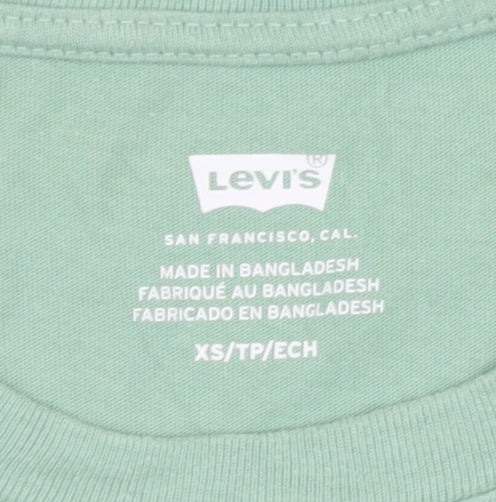 Levi's ®
SAN FRANCISCO, CAL.
MADE IN BANGLADESH
FABRIQUÉ AU BANGLADESH
FABRICADO EN BANGLADESH
XS/TP/ECH